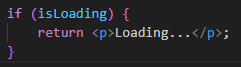 if (isLoading) {
    return <p>Loading...</p>;
}